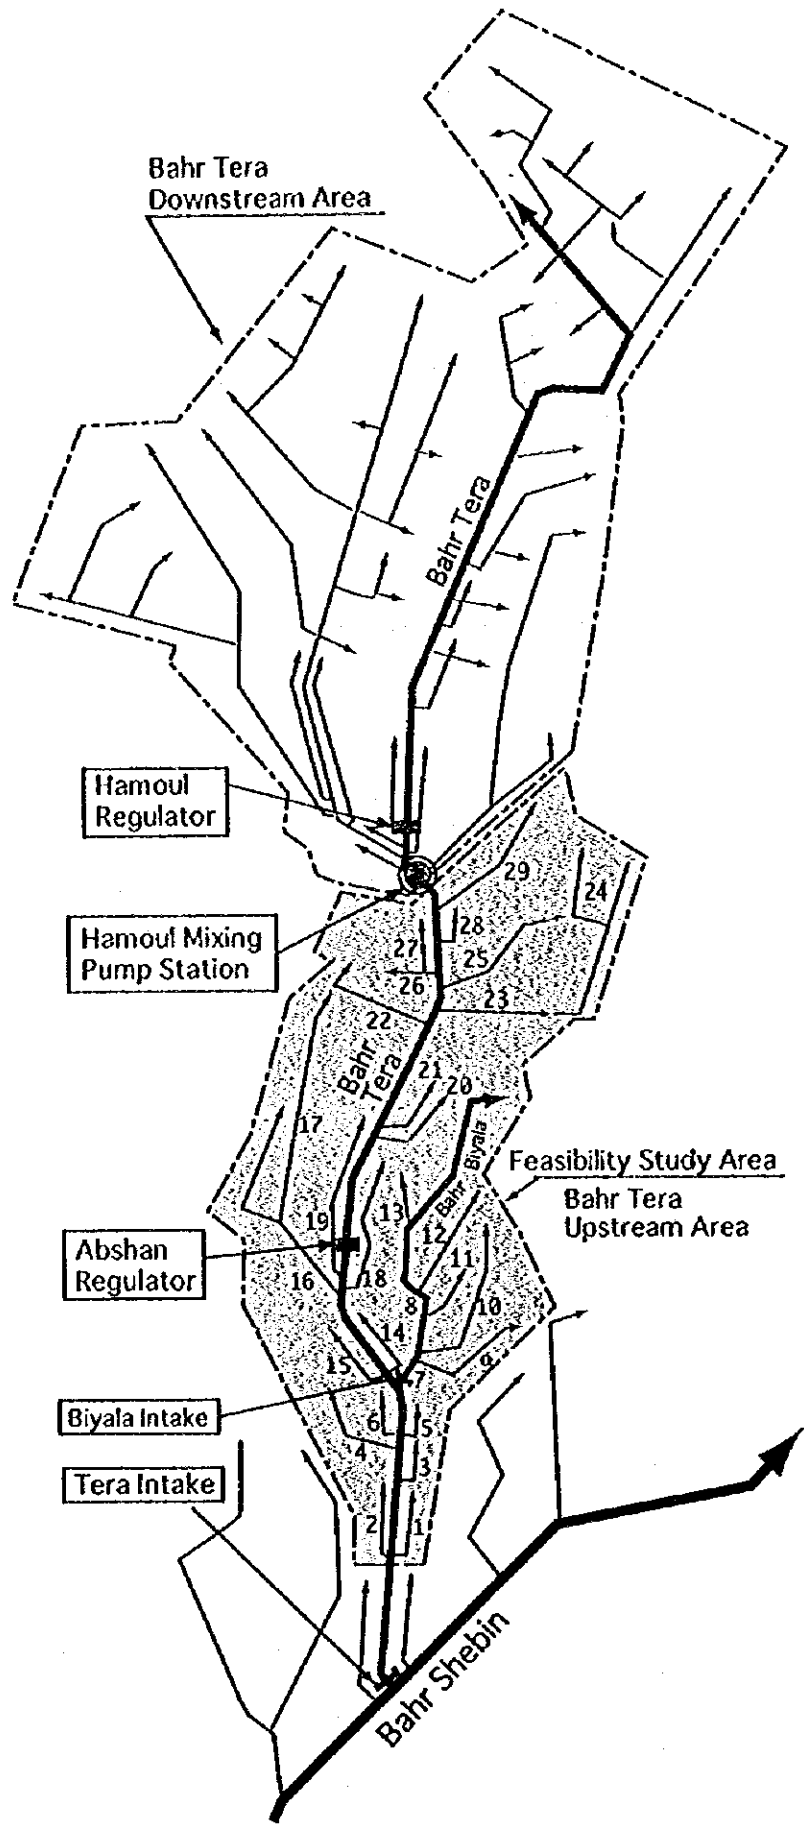 Bahr Tera
Downstream Area
Bahr Tera
Hamoul
Regulator
29
24
Hamoul Mixing
Pump Station
28
27
25
26
23
22
Bahr
Tera
21
20
17
Bahr Biyala
Feasibility Study Area
Bahr Tera
Upstream Area
19
13
12
Abshan
Regulator
11
16
18
8
10
14
15
9
7
Biyala Intake
6
5
4
3
Tera Intake
2
1
Bahr Shebin